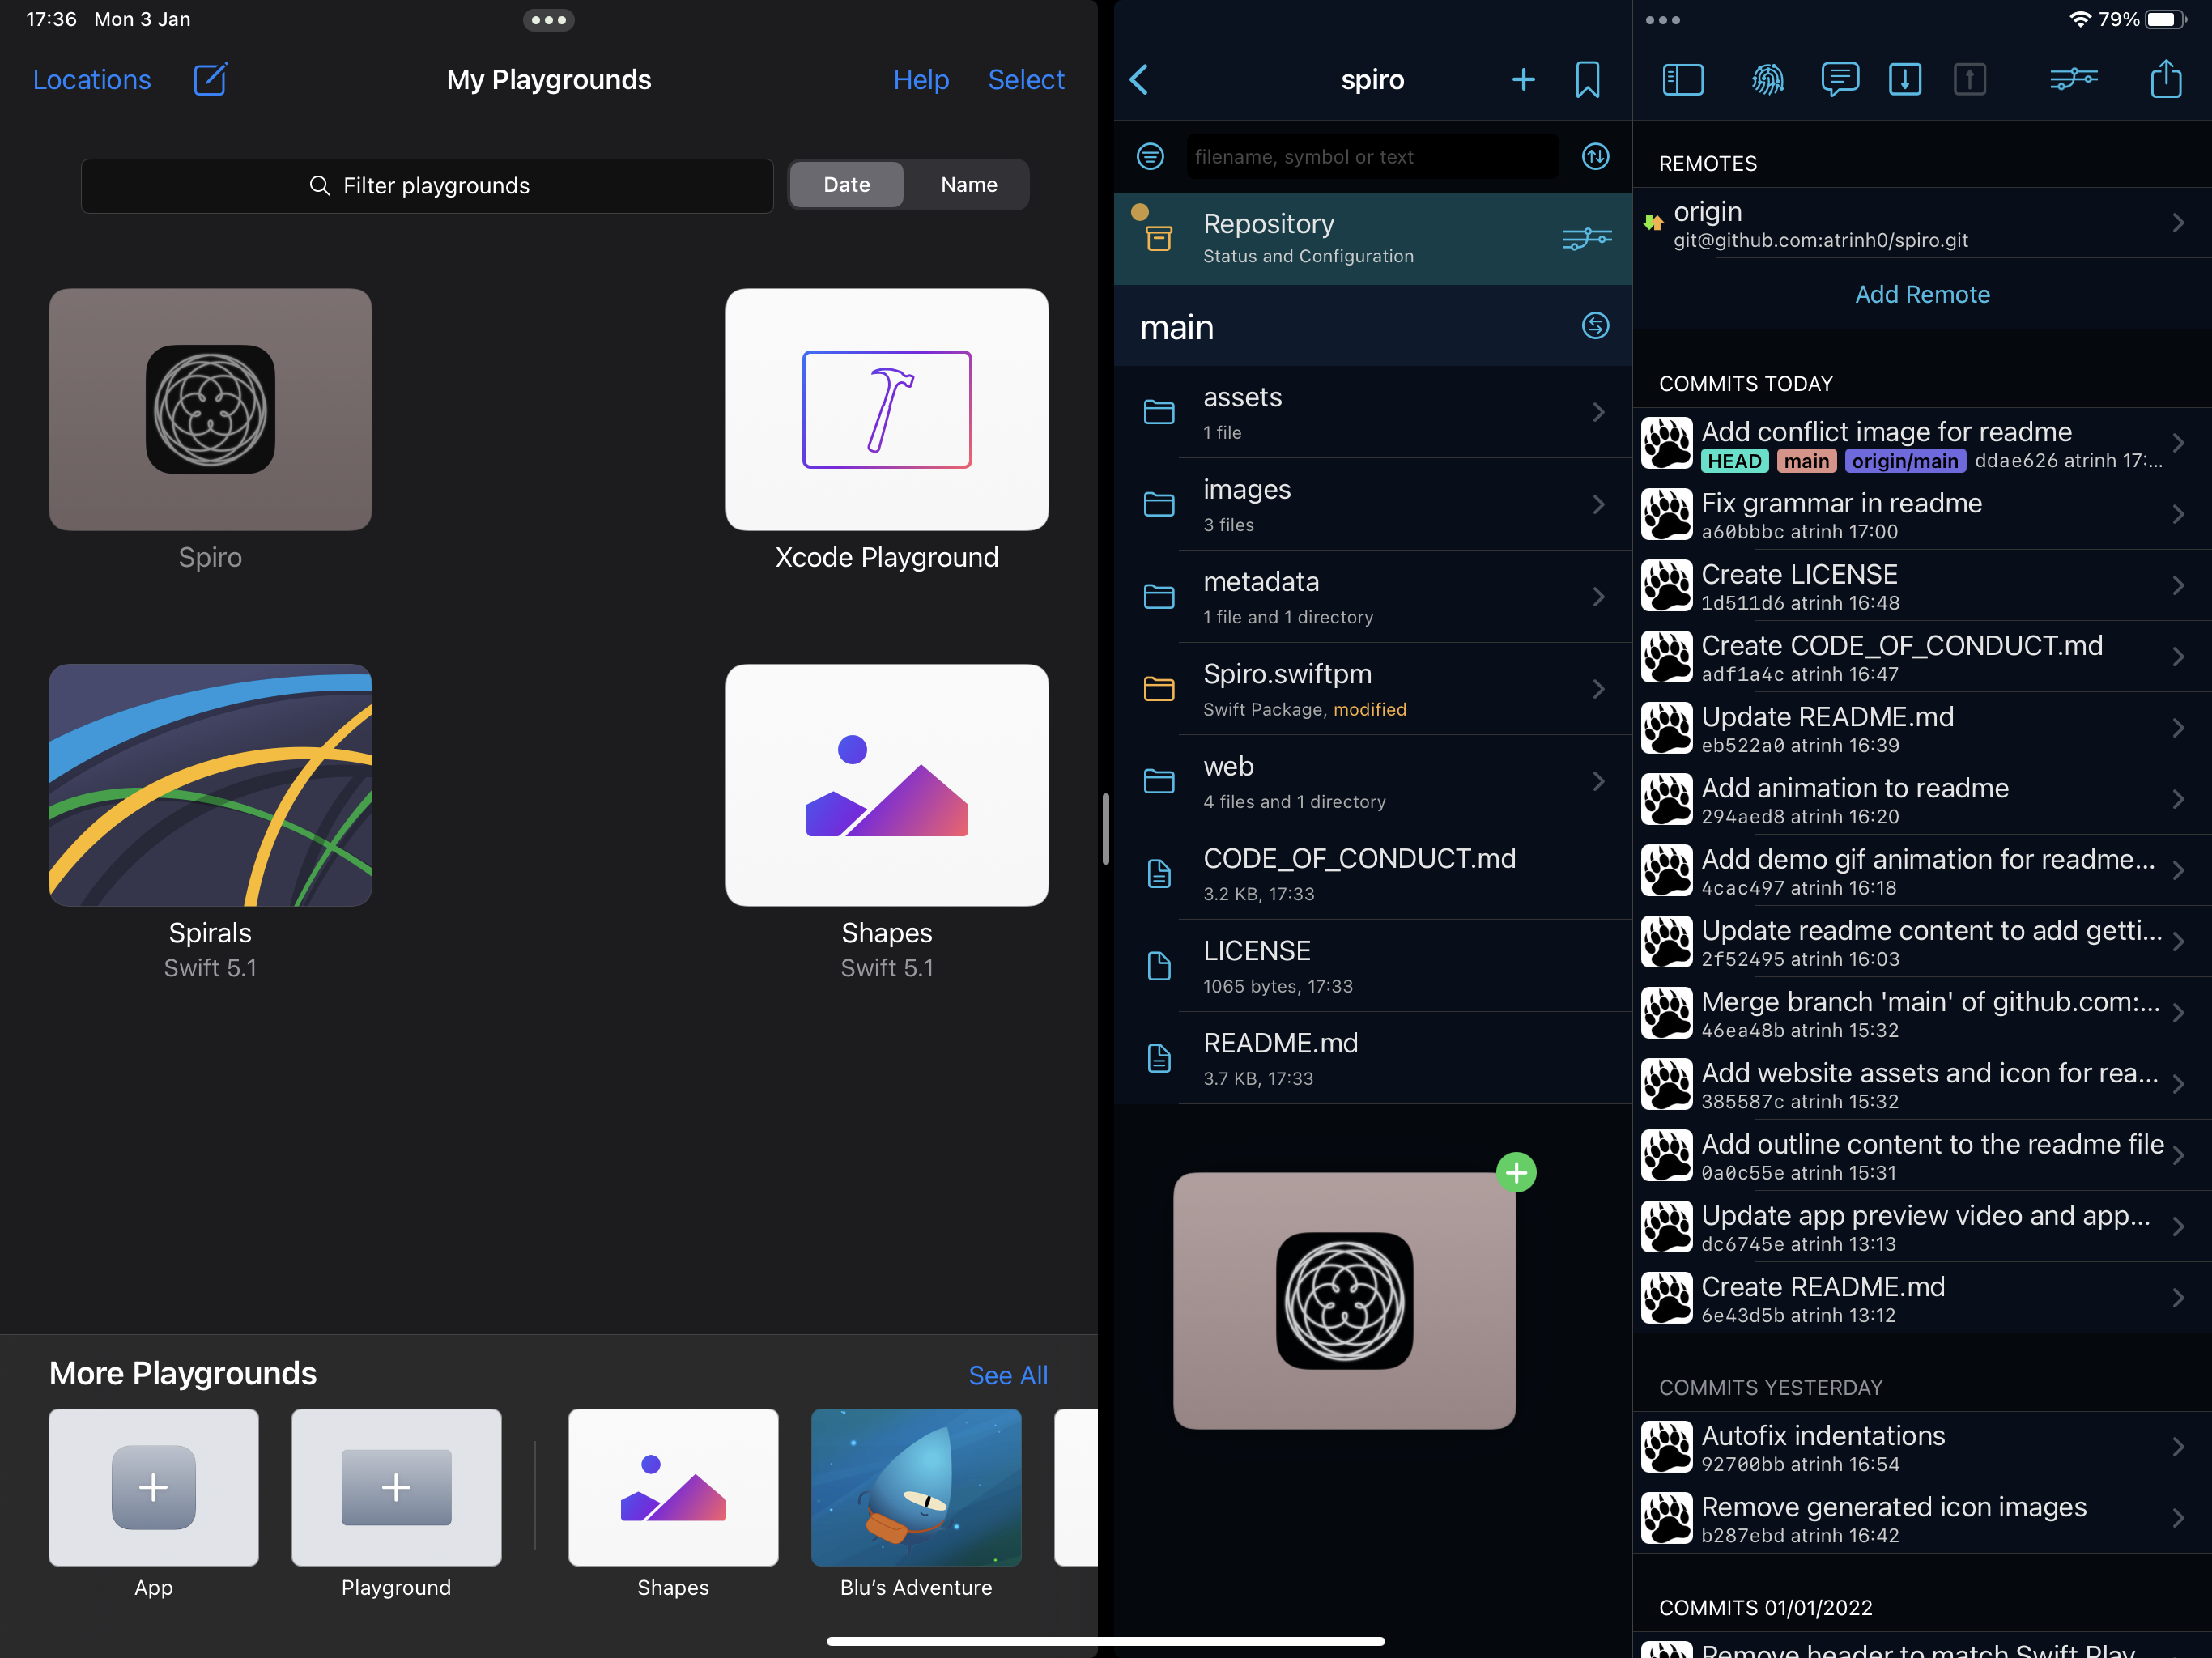 17:36 Mon 3 Jan
Locations
My Playgrounds
Help Select
Filter playgrounds
Date Name
Spiro
Xcode Playground
Spirals
Swift 5.1
Shapes
Swift 5.1
More Playgrounds
See All
App
Playground
Shapes
Blu’s Adventure
spiro
filename, symbol or text
Repository
Status and Configuration
main
assets
1 file
images
3 files
metadata
1 file and 1 directory
Spiro.swiftpm
Swift Package, modified
web
4 files and 1 directory
CODE_OF_CONDUCT.md
3.2 KB, 17:33
LICENSE
1065 bytes, 17:33
README.md
3.7 KB, 17:33
79%
REMOTES
origin
git@github.com:atrinh0/spiro.git
Add Remote
COMMITS TODAY
Add conflict image for readme
HEAD main origin/main ddae626 atrinh 17:...
Fix grammar in readme
a60bbbc atrinh 17:00
Create LICENSE
1d511d6 atrinh 16:48
Create CODE_OF_CONDUCT.md
adf1a4c atrinh 16:47
Update README.md
eb522a0 atrinh 16:39
Add animation to readme
294aed8 atrinh 16:20
Add demo gif animation for readme...
4cac497 atrinh 16:18
Update readme content to add getti...
2f52495 atrinh 16:03
Merge branch 'main' of github.com:...
46ea48b atrinh 15:32
Add website assets and icon for rea...
385587c atrinh 15:32
Add outline content to the readme file
0a0c55e atrinh 15:31
Update app preview video and app...
dc6745e atrinh 13:13
Create README.md
6e43d5b atrinh 13:12
COMMITS YESTERDAY
Autofix indentations
92700bb atrinh 16:54
Remove generated icon images
b287ebd atrinh 16:42
COMMITS 01/01/2022
Remove header to match Swift Play...